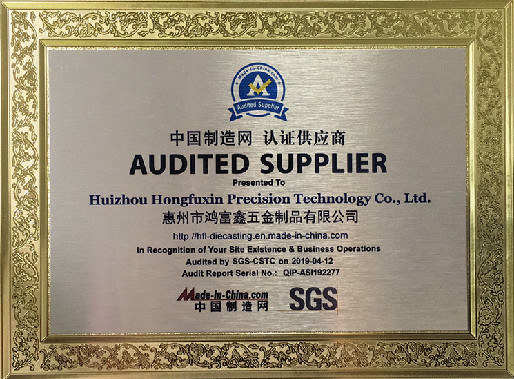 Audited Supplier
中国制造网 认证供应商
AUDITED SUPPLIER
Presented To
Huizhou Hongfuxin Precision Technology Co., Ltd.
惠州市鸿富鑫五金制品有限公司
http://hfl-diecasting.en.made-in-china.com
In Recognition of Your Site Existence & Business Operations
Audited by SGS-CSTC on 2019-04-12
Audit Report Serial No.: QIP-ASI192277
Made-in-China.com
中国制造网
SGS